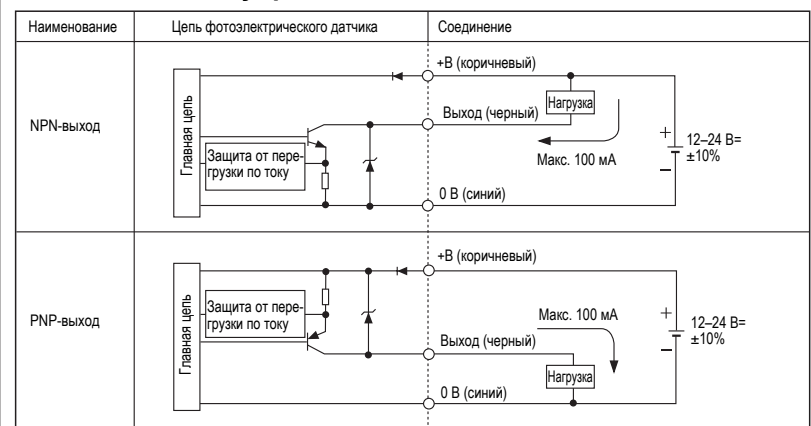 Наименование
Цепь фотоэлектрического датчика
Соединение
NPN-выход
Главная цепь
Защита от пере-
грузки по току
+В (коричневый)
Выход (черный)
Нагрузка
Макс. 100 мА
0 В (синий)
+
12–24 В=
±10%
–
PNP-выход
Главная цепь
Защита от пере-
грузки по току
+В (коричневый)
Макс. 100 мА
Выход (черный)
Нагрузка
0 В (синий)
+
12–24 В=
±10%
–